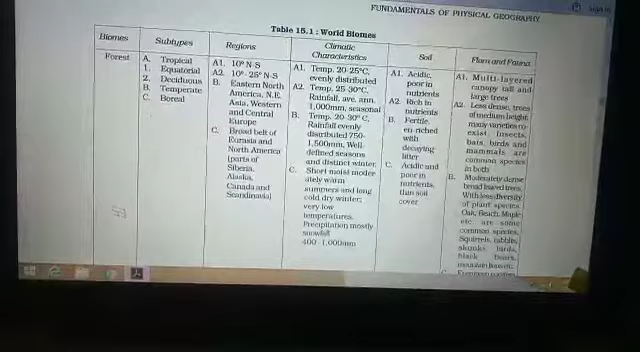 FUNDAMENTALS OF PHYSICAL GEOGRAPHY
Table 15.1 : World Biomes
Biomes
Subtypes
Regions
Climatic
Characteristics
Soil
Flora and Fauna
Forest
A. Tropical
1. Equatorial
2. Deciduous
B. Temperate
C. Boreal
A1. 10° N-S
A2. 10°-25° N-S
B. Eastern North
America, N.E.
Asia, Western
and Central
Europe
C. Broad belt of
Eurasia and
North America
(parts of
Siberia,
Alaska,
Canada and
Scandinavia)
A1. Temp. 20-25°C,
evenly distributed
A2. Temp. 25-30°C,
Rainfall, ave. ann.
1,000mm, seasonal
B. Temp. 20-30° C,
Rainfall evenly
distributed 750-
1,500mm, Well-
defined seasons
and distinct winter.
C. Short moist moder
ately warm
summers and long
cold dry winter;
very low
temperatures.
Precipitation mostly
snowfall
400 - 1,000mm
A1. Acidic,
poor in
nutrients
A2. Rich in
nutrients
B. Fertile,
en-riched
with
decaying
litter
C. Acidic and
poor in
nutrients,
thin soil
cover
A1. Multi-layered
canopy tall and
large trees
A2. Less dense, trees
of medium height;
many varieties co-
exist. Insects,
bats, birds and
mammals are
common species
in both
B. Moderately dense
broad leaved trees.
With less diversity
of plant species.
Oak, Beach, Maple
etc. are some
common species.
Squirrels, rabbits,
skunks, birds,
black bears,
mountain lions etc.
C. Evergreen conifers